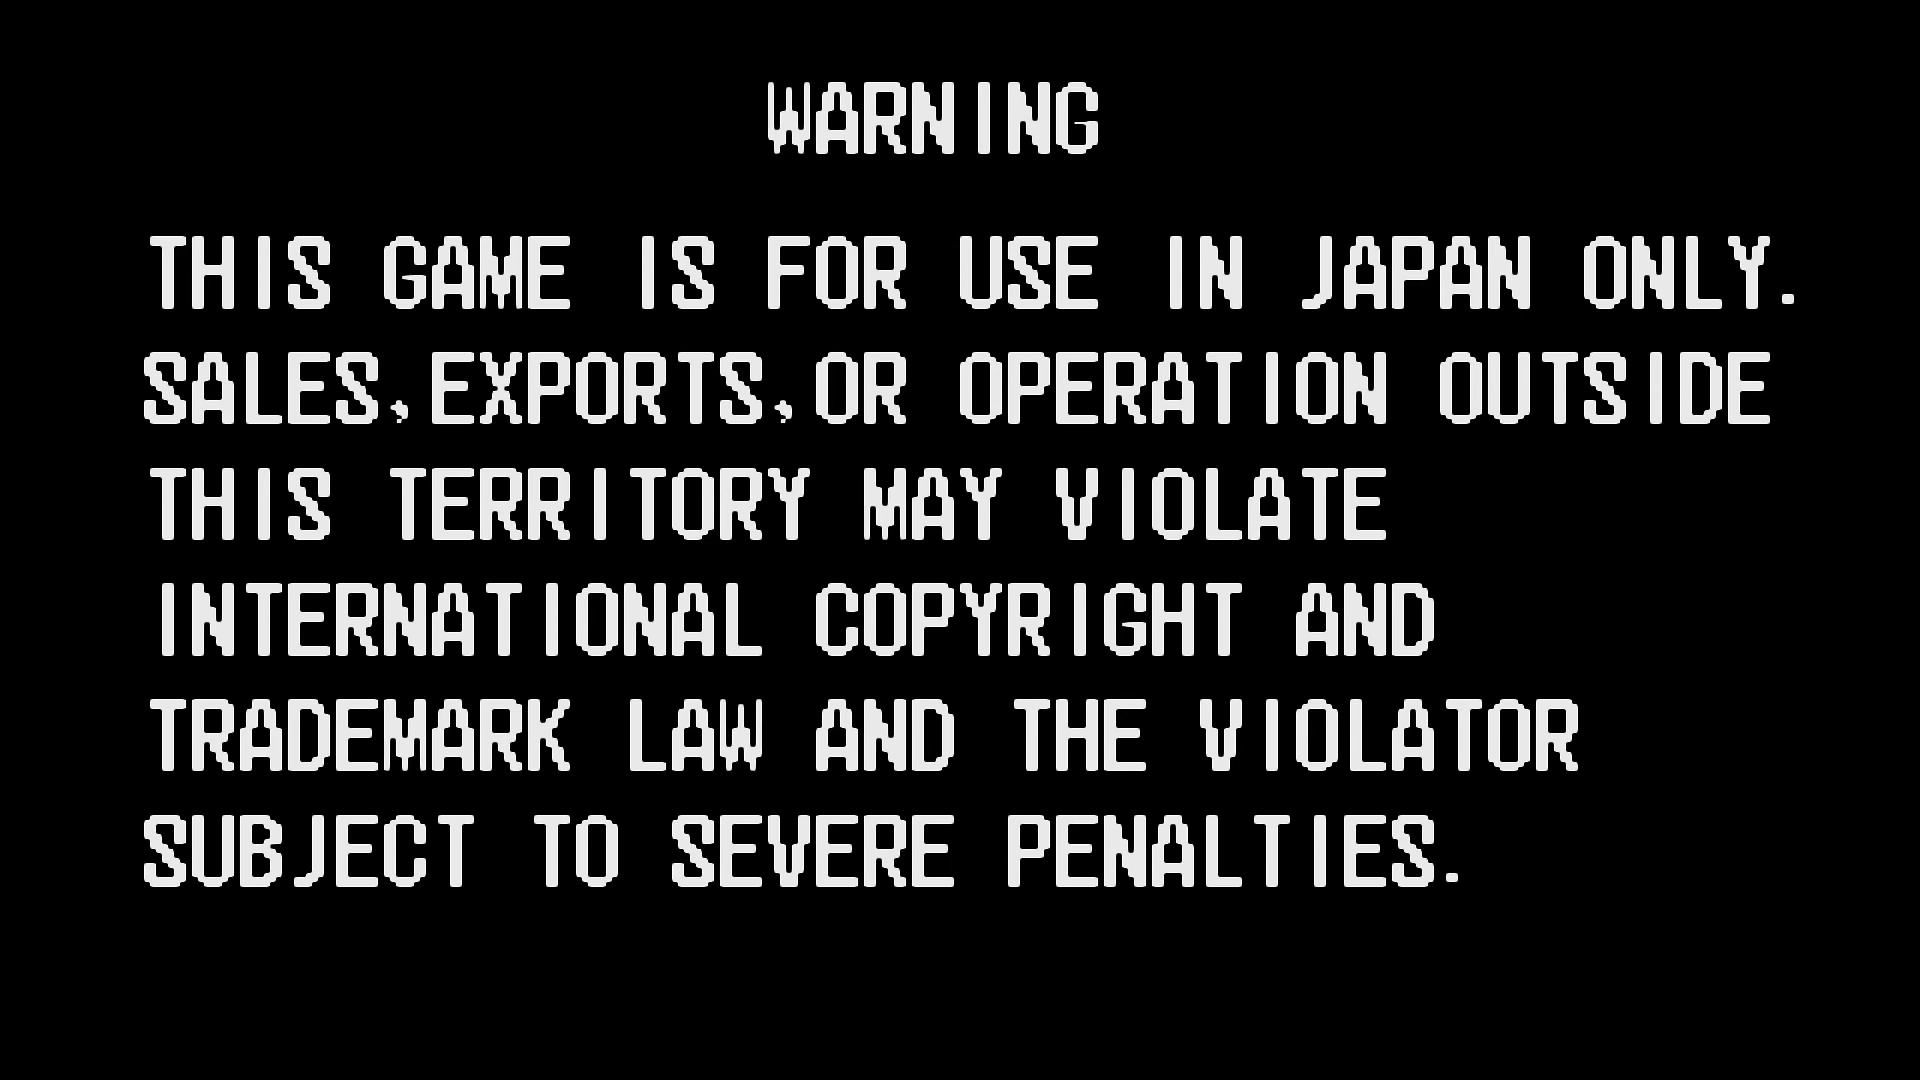 WARNING
THIS GAME IS FOR USE IN JAPAN ONLY.
SALES,EXPORTS,OR OPERATION OUTSIDE
THIS TERRITORY MAY VIOLATE
INTERNATIONAL COPYRIGHT AND
TRADEMARK LAW AND THE VIOLATOR
SUBJECT TO SEVERE PENALTIES.